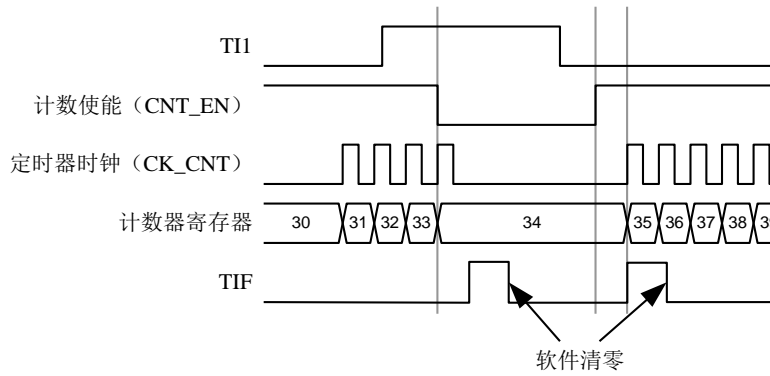 TI1
计数使能（CNT_EN）
定时器时钟（CK_CNT）
计数器寄存器 30 31 32 33 34 35 36 37 38
TIF
软件清零